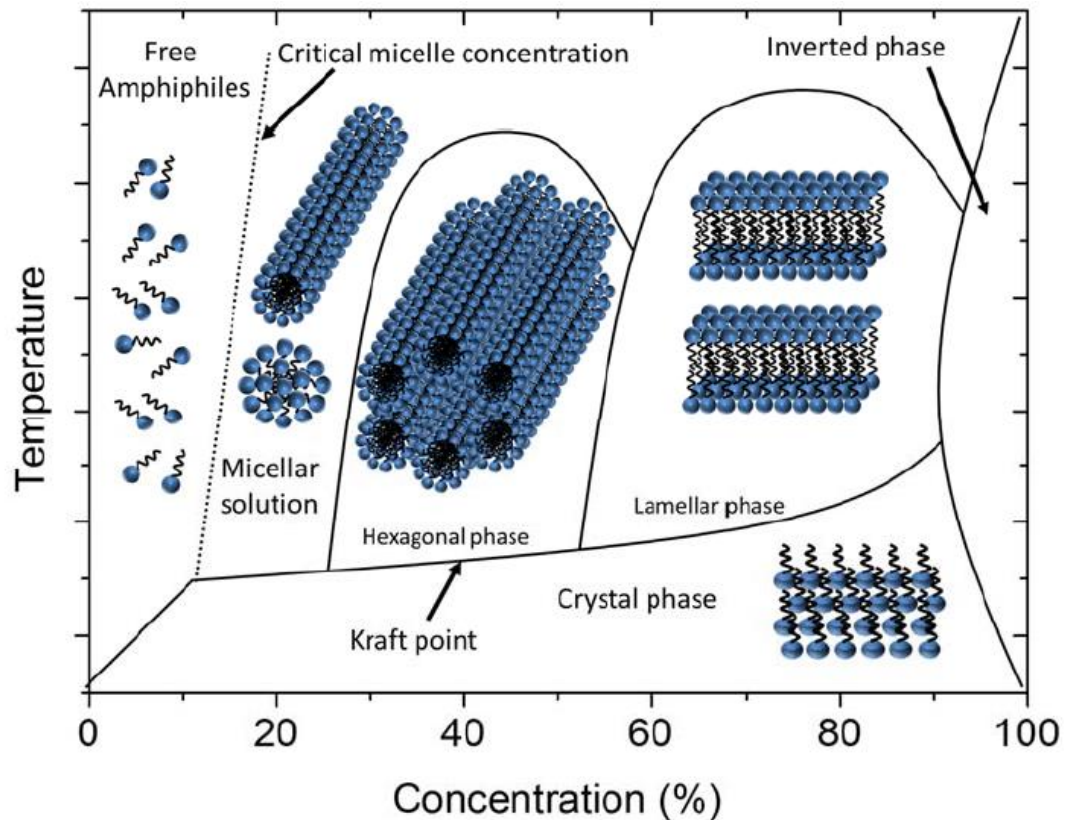 Free
Amphiphiles
Critical micelle concentration
Inverted phase
Micellar
solution
Hexagonal phase
Lamellar phase
Crystal phase
Kraft point
Temperature
0
20
40
60
80
100
Concentration (%)